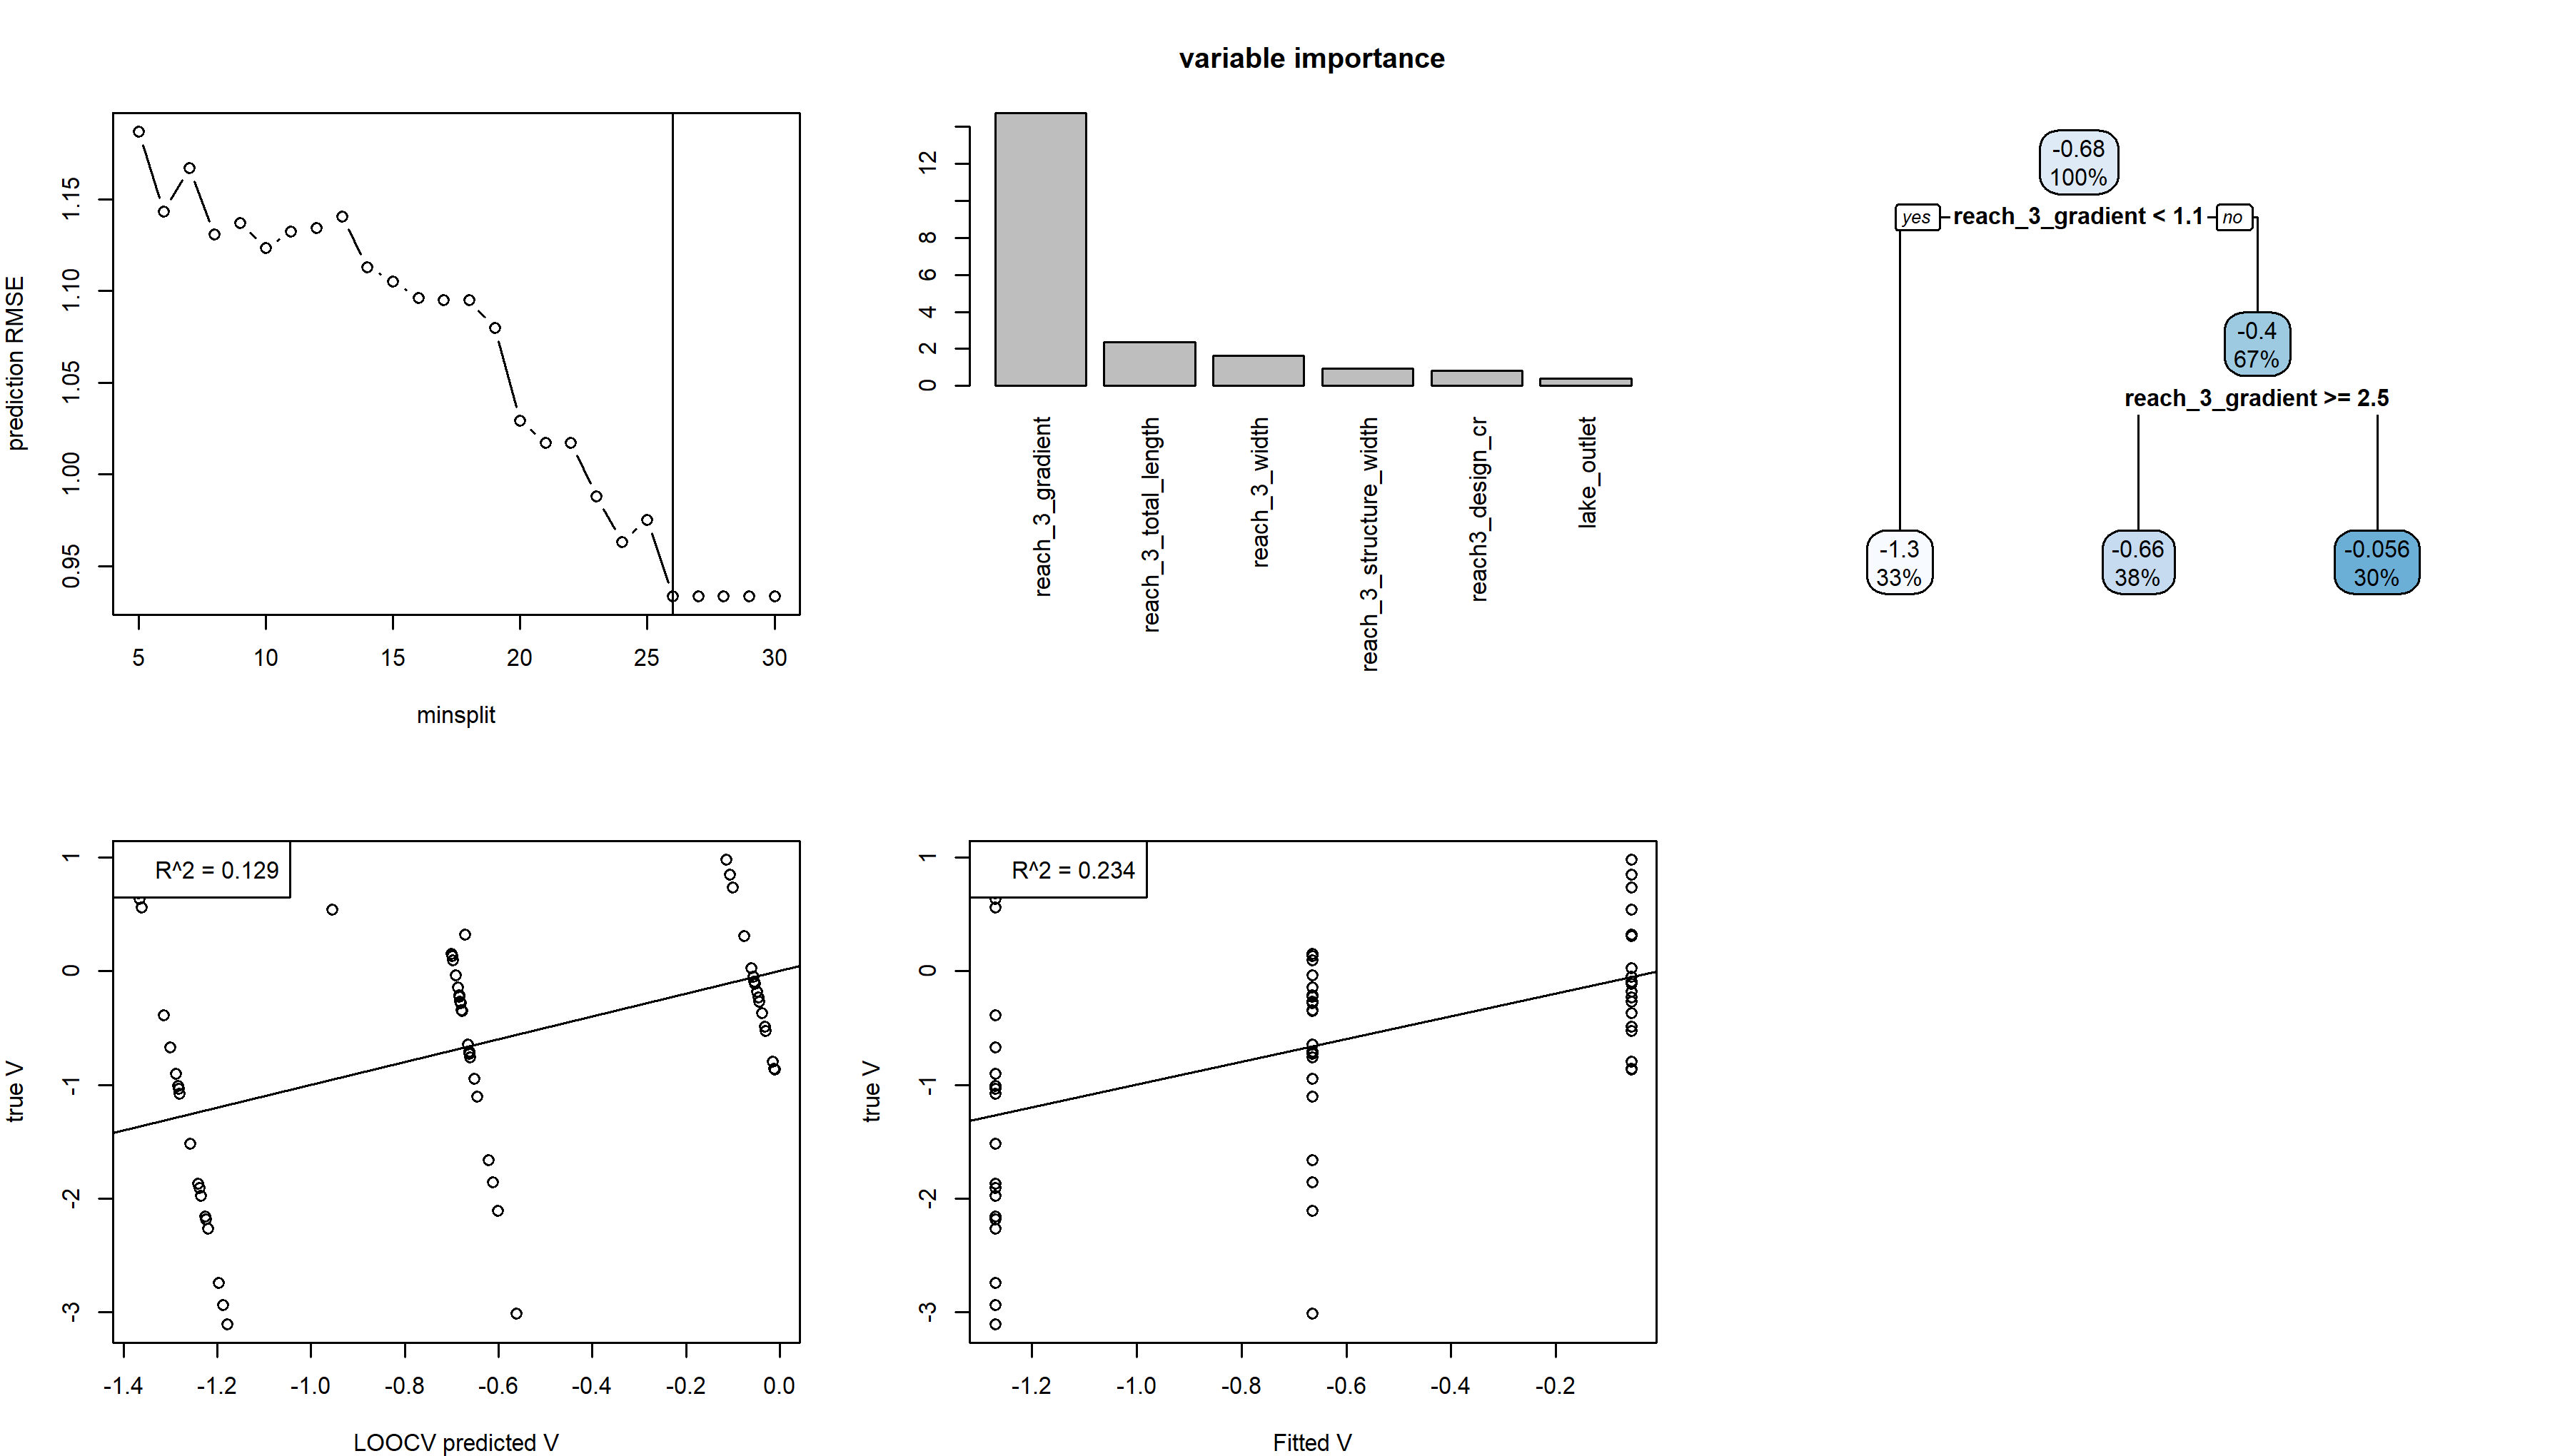 prediction RMSE
1.15
1.10
1.05
1.00
0.95
5 10 15 20 25 30
minsplit
variable importance
12
8
6
4
2
0
reach_3_gradient
reach_3_total_length
reach_3_width
reach_3_structure_width
reach3_design_cr
lake_outlet
-0.68
100%
yes reach_3_gradient < 1.1 no
-0.4
67%
reach_3_gradient >= 2.5
-1.3
33%
-0.66
38%
-0.056
30%
R^2 = 0.129
true V
1
0
-1
-2
-3
-1.4 -1.2 -1.0 -0.8 -0.6 -0.4 -0.2 0.0
LOOCV predicted V
R^2 = 0.234
true V
1
0
-1
-2
-3
-1.2 -1.0 -0.8 -0.6 -0.4 -0.2
Fitted V